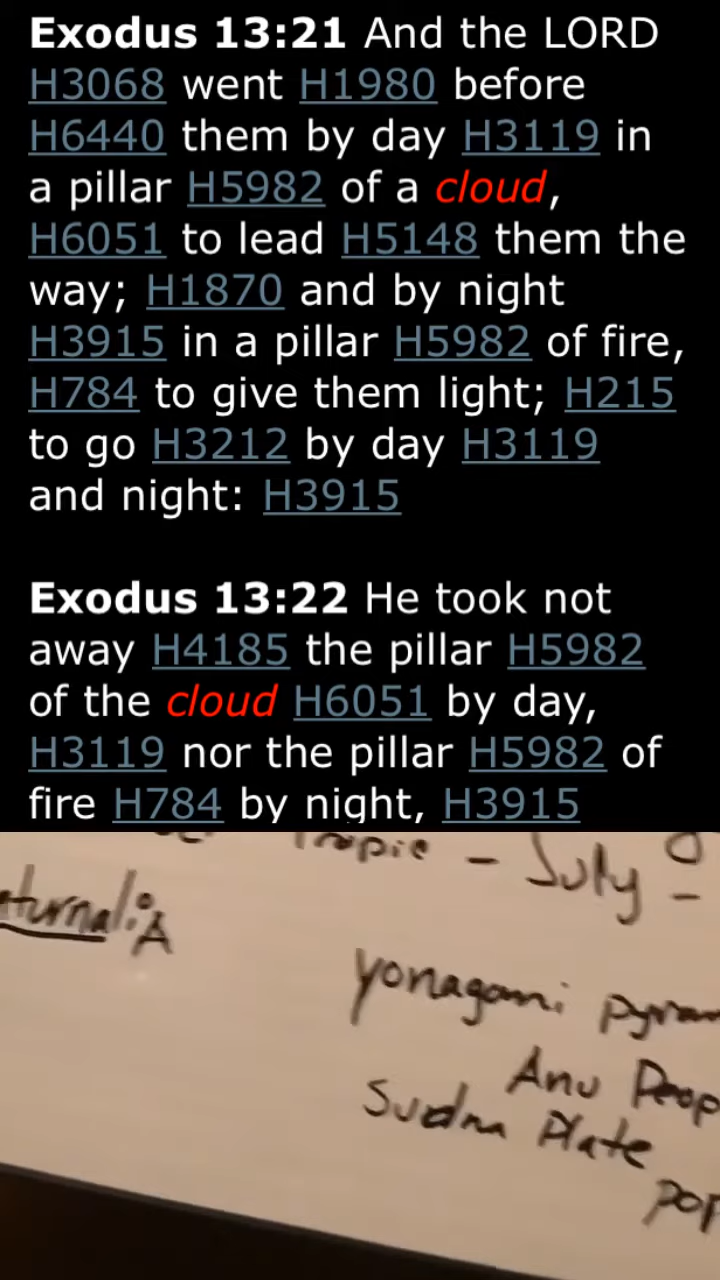 Exodus 13:21 And the LORD
H3068 went H1980 before
H6440 them by day H3119 in
a pillar H5982 of a cloud,
H6051 to lead H5148 them the
way; H1870 and by night
H3915 in a pillar H5982 of fire,
H784 to give them light; H215
to go H3212 by day H3119
and night: H3915
Exodus 13:22 He took not
away H4185 the pillar H5982
of the cloud H6051 by day,
H3119 nor the pillar H5982 of
fire H784 by night, H3915
- July
yonagami
Anu
Plate